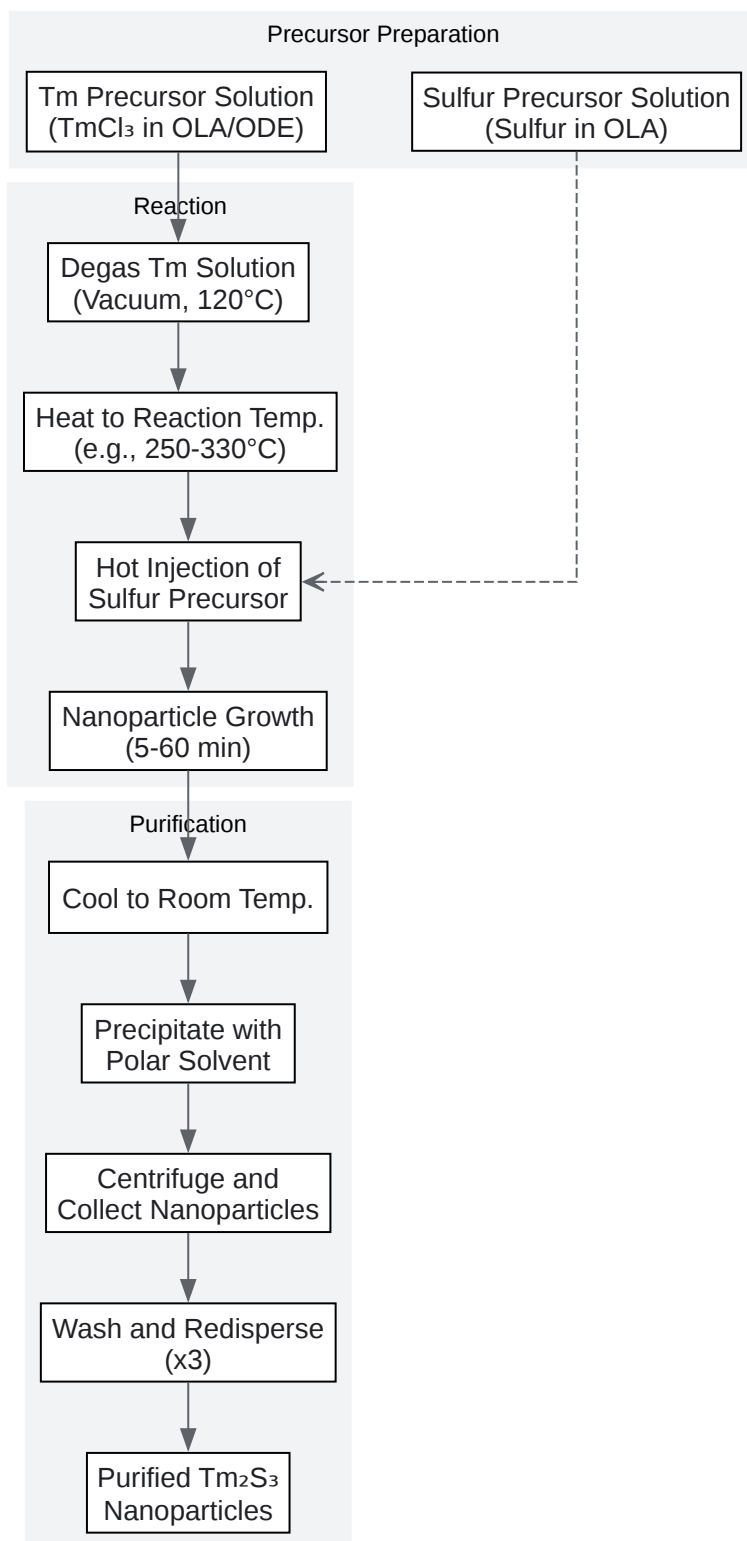 Precursor Preparation
Tm Precursor Solution
(TmCl₃ in OLA/ODE)
Sulfur Precursor Solution
(Sulfur in OLA)
Reaction
Degas Tm Solution
(Vacuum, 120°C)
Heat to Reaction Temp.
(e.g., 250-330°C)
Hot Injection of
Sulfur Precursor
Nanoparticle Growth
(5-60 min)
Purification
Cool to Room Temp.
Precipitate with
Polar Solvent
Centrifuge and
Collect Nanoparticles
Wash and Redisperse
(x3)
Purified Tm₂S₃
Nanoparticles